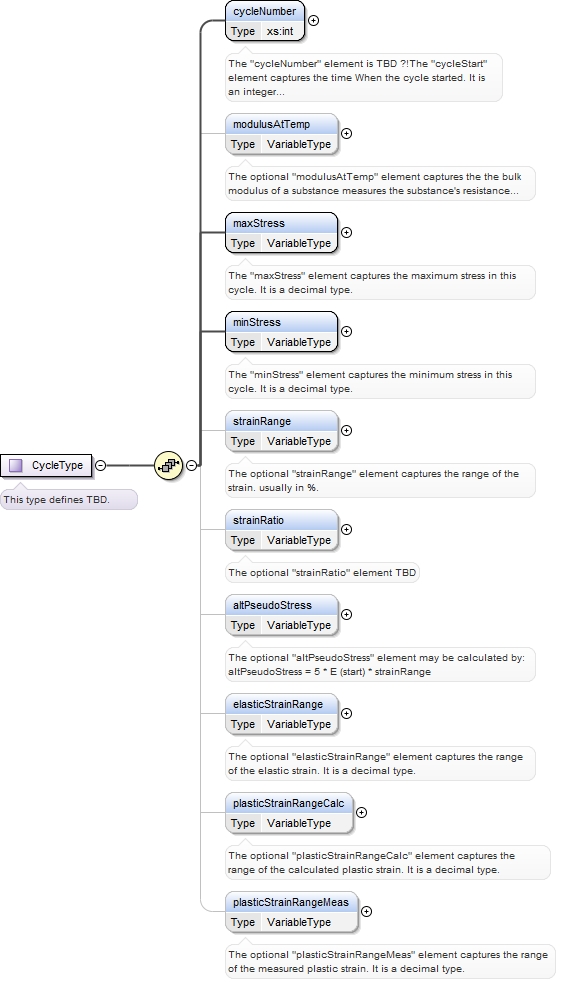 cycleNumber
Type xs:int
The "cycleNumber" element is TBD ?!The "cycleStart"
element captures the time When the cycle started. It is
an integer...
modulusAtTemp
Type VariableType
The optional "modulusAtTemp" element captures the the bulk
modulus of a substance measures the substance's resistance...
maxStress
Type VariableType
The "maxStress" element captures the maximum stress in this
cycle. It is a decimal type.
minStress
Type VariableType
The "minStress" element captures the minimum stress in this
cycle. It is a decimal type.
strainRange
Type VariableType
The optional "strainRange" element captures the range of the
strain. usually in %.
CycleType
This type defines TBD.
strainRatio
Type VariableType
The optional "strainRatio" element TBD
altPseudoStress
Type VariableType
The optional "altPseudoStress" element may be calculated by:
altPseudoStress = 5 * E (start) * strainRange
elasticStrainRange
Type VariableType
The optional "elasticStrainRange" element captures the range
of the elastic strain. It is a decimal type.
plasticStrainRangeCalc
Type VariableType
The optional "plasticStrainRangeCalc" element captures the
range of the calculated plastic strain. It is a decimal type.
plasticStrainRangeMeas
Type VariableType
The optional "plasticStrainRangeMeas" element captures the range
of the measured plastic strain. It is a decimal type.